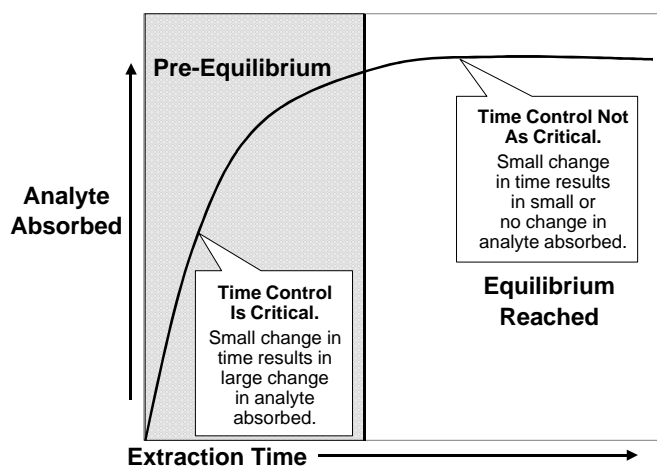 Pre-Equilibrium
Time Control Not
As Critical.
Small change
in time results
in small or
no change in
analyte absorbed.
Analyte
Absorbed
Time Control
Is Critical.
Small change in
time results in
large change
in analyte
absorbed.
Equilibrium
Reached
Extraction Time